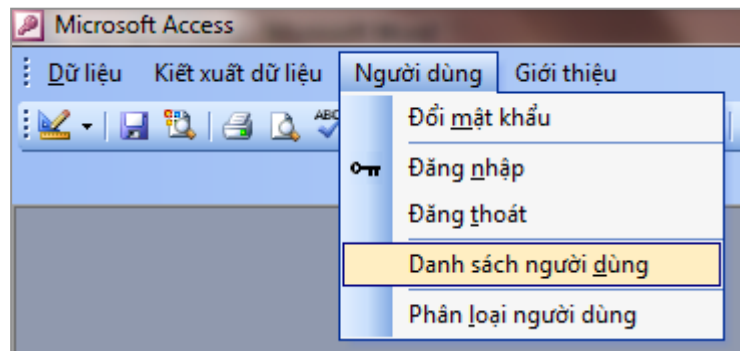 Microsoft Access
Dữ liệu Kiết xuất dữ liệu Người dùng Giới thiệu
ABC
Đổi mật khẩu
Đăng nhập
Đăng thoát
Danh sách người dùng
Phân loại người dùng